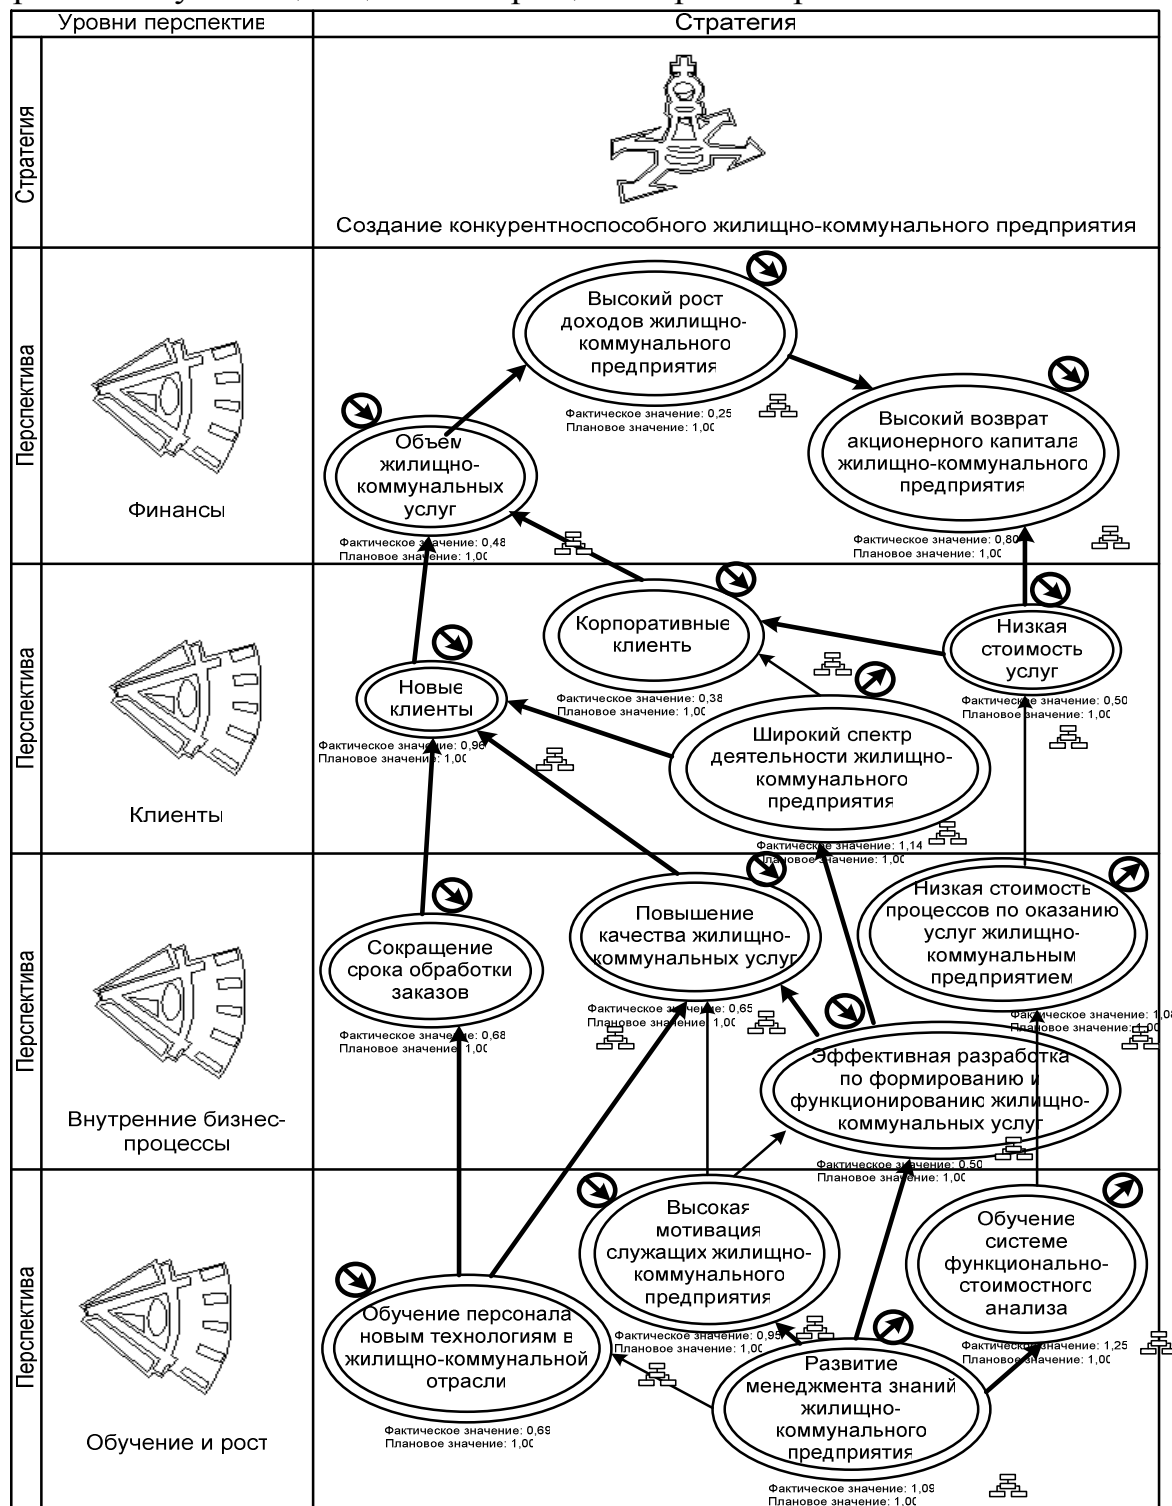 Уровни перспектив
Стратегия
Стратегия
Создание конкурентноспособного жилищно-коммунального предприятия
Перспектива
Финансы
Высокий рост
доходов жилищно-
коммунального
предприятия
Фактическое значение: 0,25
Плановое значение: 1,00
Объем
жилищно-
коммунальных
услуг
Фактическое значение: 0,48
Плановое значение: 1,00
Высокий возврат
акционерного капитала
жилищно-коммунального
предприятия
Фактическое значение: 0,80
Плановое значение: 1,00
Перспектива
Клиенты
Корпоративные
клиенты
Фактическое значение: 0,38
Плановое значение: 1,00
Низкая
стоимость
услуг
Фактическое значение: 0,50
Плановое значение: 1,00
Новые
клиенты
Фактическое значение: 0,96
Плановое значение: 1,00
Широкий спектр
деятельности жилищно-
коммунального
предприятия
Фактическое значение: 1,14
Плановое значение: 1,00
Перспектива
Внутренние бизнес-
процессы
Сокращение
срока обработки
заказов
Фактическое значение: 0,68
Плановое значение: 1,00
Повышение
качества жилищно-
коммунальных услуг
Фактическое значение: 0,65
Плановое значение: 1,00
Низкая стоимость
процессов по оказанию
услуг жилищно-
коммунальным
предприятием
Фактическое значение: 1,08
Плановое значение: 1,00
Эффективная разработка
по формированию и
функционированию жилищно-
коммунальных услуг
Фактическое значение: 0,50
Плановое значение: 1,00
Перспектива
Обучение и рост
Высокая
мотивация
служащих жилищно-
коммунального
предприятия
Фактическое значение: 0,95
Плановое значение: 1,00
Обучение
системе
функционально-
стоимостного
анализа
Фактическое значение: 1,25
Плановое значение: 1,00
Обучение персонала
новым технологиям в
жилищно-коммунальной
отрасли
Фактическое значение: 0,69
Плановое значение: 1,00
Развитие
менеджмента знаний
жилищно-
коммунального
предприятия
Фактическое значение: 1,09
Плановое значение: 1,00